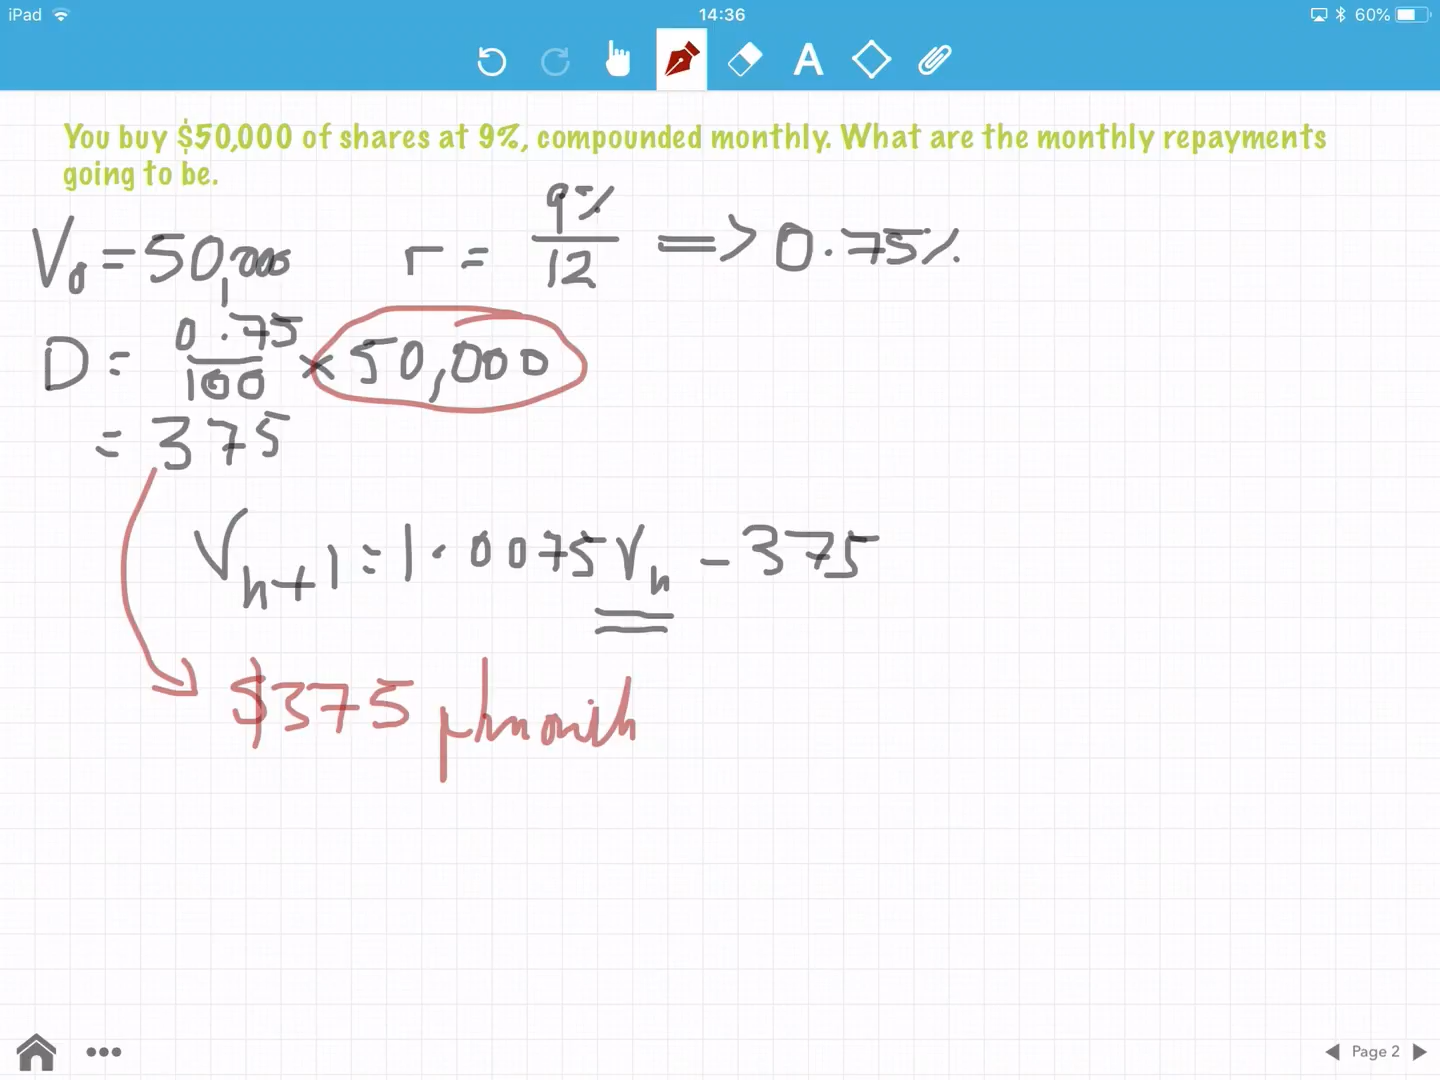 iPad 14:36 60%
A
You buy $50,000 of shares at 9%, compounded monthly. What are the monthly repayments
going to be.
V₀ = 50,000 r = 9%/12 => 0.75%
D = 0.75/100 × 50,000
= 375
Vₙ₊₁ = 1.0075Vₙ - 375
$375 p/month
Page 2